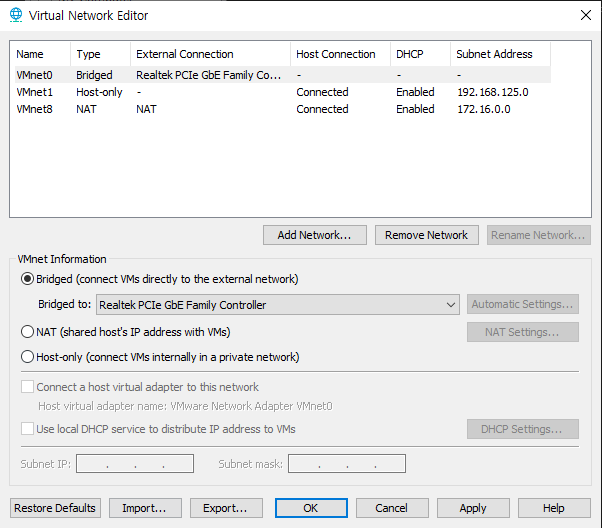 Virtual Network Editor
Name Type External Connection Host Connection DHCP Subnet Address
VMnet0 Bridged Realtek PCIe GbE Family Co... - - -
VMnet1 Host-only - Connected Enabled 192.168.125.0
VMnet8 NAT NAT Connected Enabled 172.16.0.0
Add Network... Remove Network Rename Network...
VMnet Information
Bridged (connect VMs directly to the external network)
Bridged to: Realtek PCIe GbE Family Controller Automatic Settings...
NAT (shared host's IP address with VMs) NAT Settings...
Host-only (connect VMs internally in a private network)
Connect a host virtual adapter to this network
Host virtual adapter name: VMware Network Adapter VMnet0
Use local DHCP service to distribute IP address to VMs DHCP Settings...
Subnet IP: . . . Subnet mask: . . .
Restore Defaults Import... Export... OK Cancel Apply Help